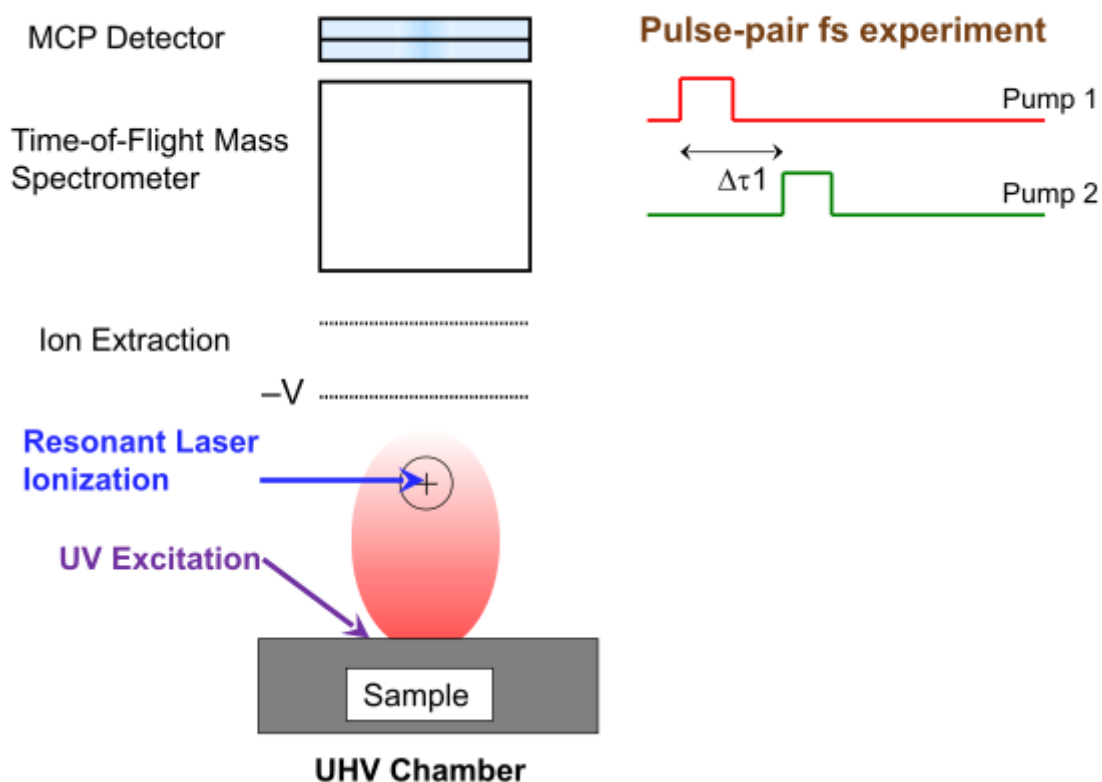 MCP Detector
Time-of-Flight Mass
Spectrometer
Ion Extraction
–V
Resonant Laser
Ionization
+
UV Excitation
Sample
UHV Chamber
Pulse-pair fs experiment
Pump 1
Δτ1
Pump 2